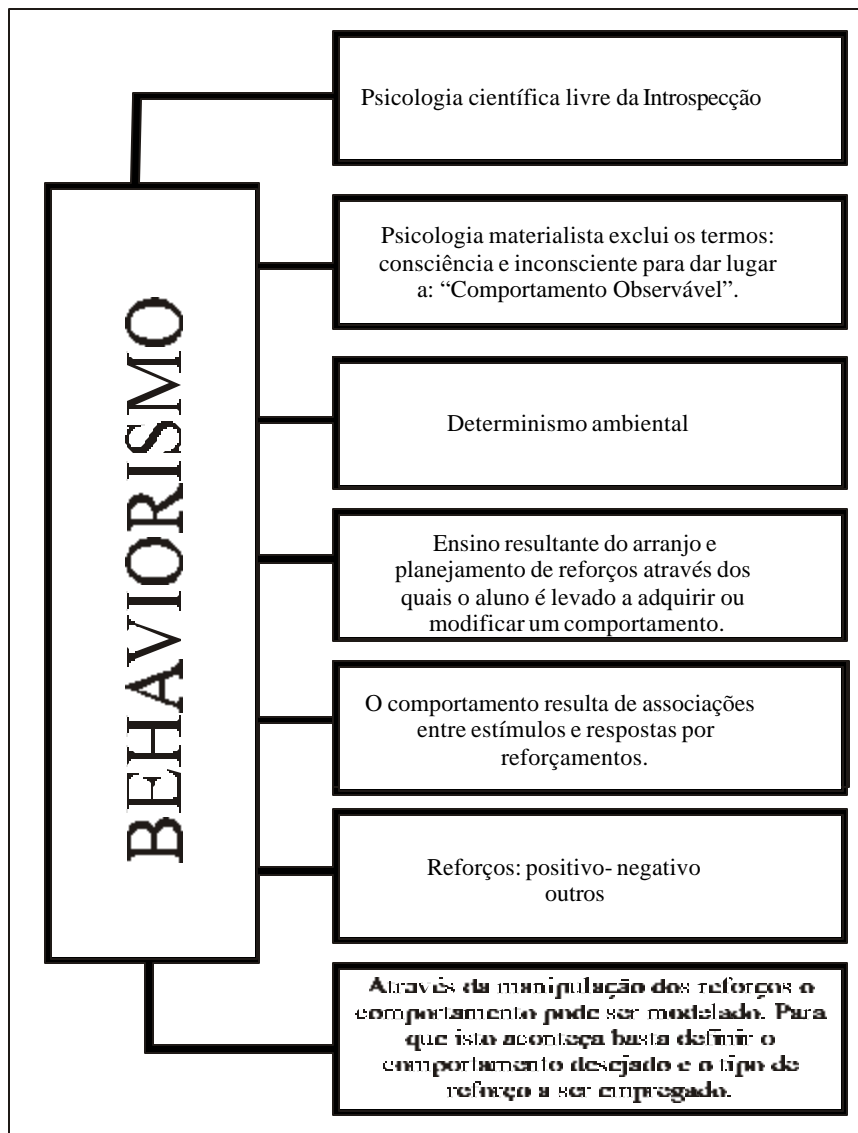 BEHAVIORISMO
Psicologia científica livre da Introspecção
Psicologia materialista exclui os termos:
consciência e inconsciente para dar lugar
a: “Comportamento Observável”.
Determinismo ambiental
Ensino resultante do arranjo e
planejamento de reforços através dos
quais o aluno é levado a adquirir ou
modificar um comportamento.
O comportamento resulta de associações
entre estímulos e respostas por
reforçamentos.
Reforços: positivo- negativo
outros
Através da manipulação dos reforços o
comportamento pode ser modelado. Para
que isto aconteça basta definir o
comportamento desejado e o tipo de
reforço a ser empregado.